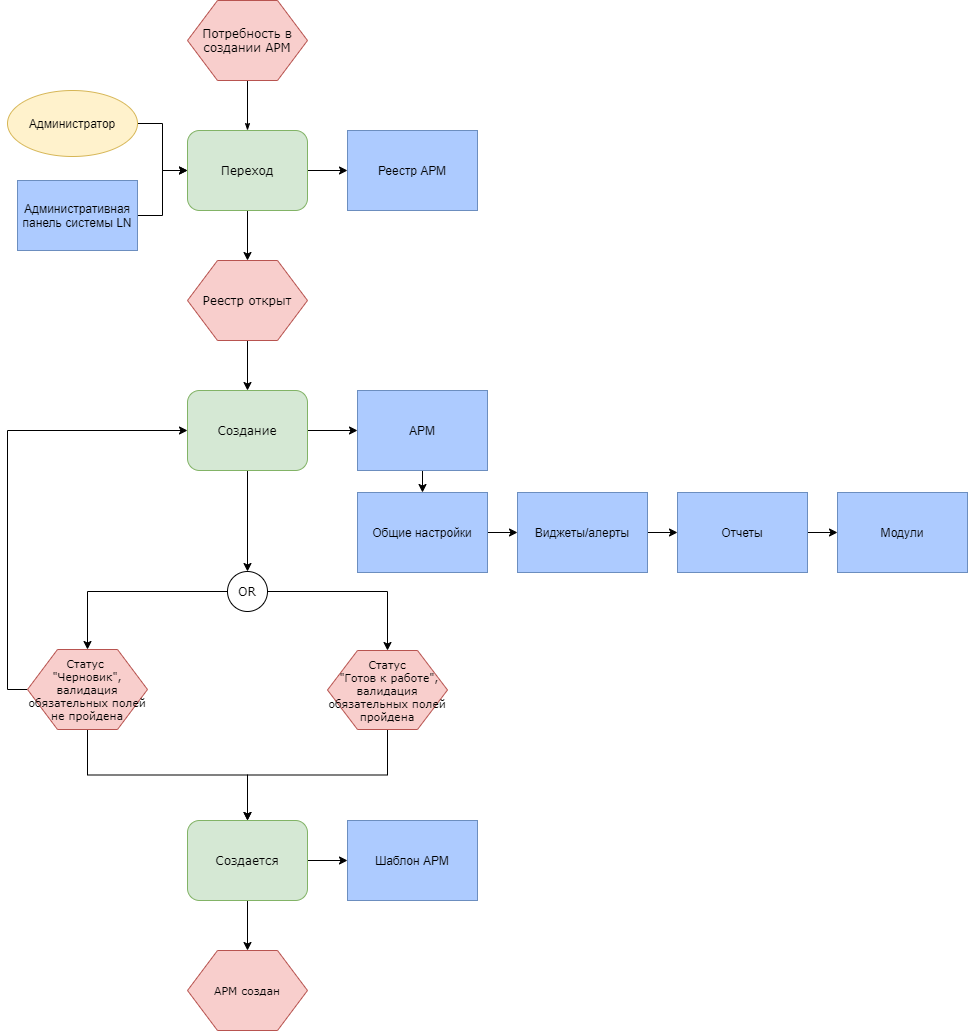 Потребность в
создании АРМ
Администратор
Переход
Реестр АРМ
Административная
панель системы LN
Реестр открыт
Создание
АРМ
Общие настройки
Виджеты/алерты
Отчеты
Модули
OR
Статус
"Черновик",
валидация
обязательных полей
не пройдена
Статус
"Готов к работе",
валидация
обязательных полей
пройдена
Создается
Шаблон АРМ
АРМ создан